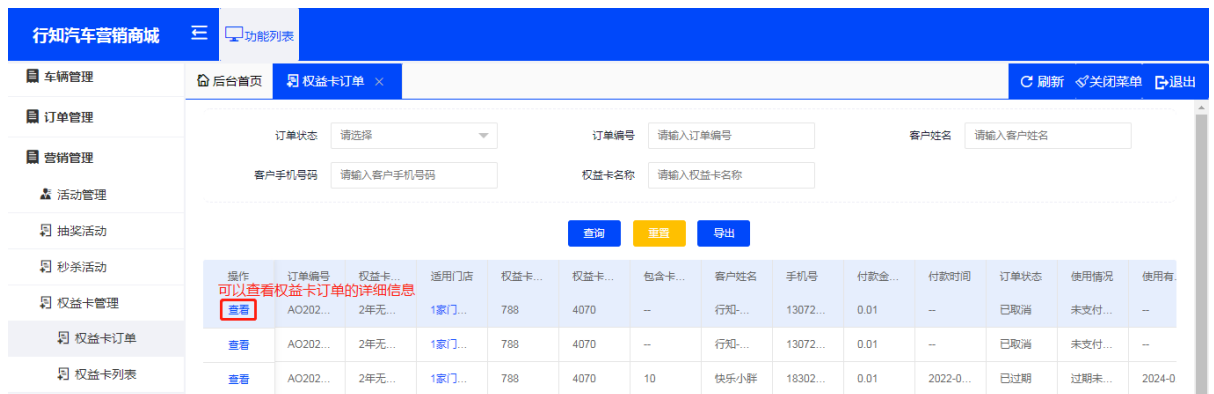 行知汽车营销商城 功能列表
车辆管理 后台首页 权益卡订单 × 刷新 关闭菜单 退出
订单管理
订单状态 请选择 订单编号 请输入订单编号 客户姓名 请输入客户姓名
营销管理
客户手机号码 请输入客户手机号码 权益卡名称 请输入权益卡名称
活动管理
抽奖活动 查询 重置 导出
秒杀活动
操作 订单编号 权益卡... 适用门店 权益卡... 权益卡... 包含卡... 客户姓名 手机号 付款金... 付款时间 订单状态 使用情况 使用有.
可以查看权益卡订单的详细信息
权益卡管理
查看 AO202... 2年无... 1家门... 788 4070 -- 行知-... 13072... 0.01 -- 已取消 未支付... --
权益卡订单
查看 AO202... 2年无... 1家门... 788 4070 -- 行知-... 13072... 0.01 -- 已取消 未支付... --
权益卡列表
查看 AO202... 2年无... 1家门... 788 4070 10 快乐小胖 18302... 0.01 2022-0... 已过期 过期未... 2024-0